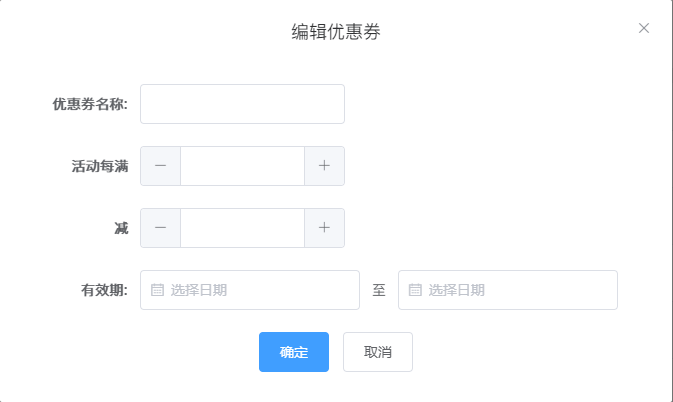 编辑优惠券
优惠券名称:
活动每满
减
有效期: 选择日期 至 选择日期
确定 取消